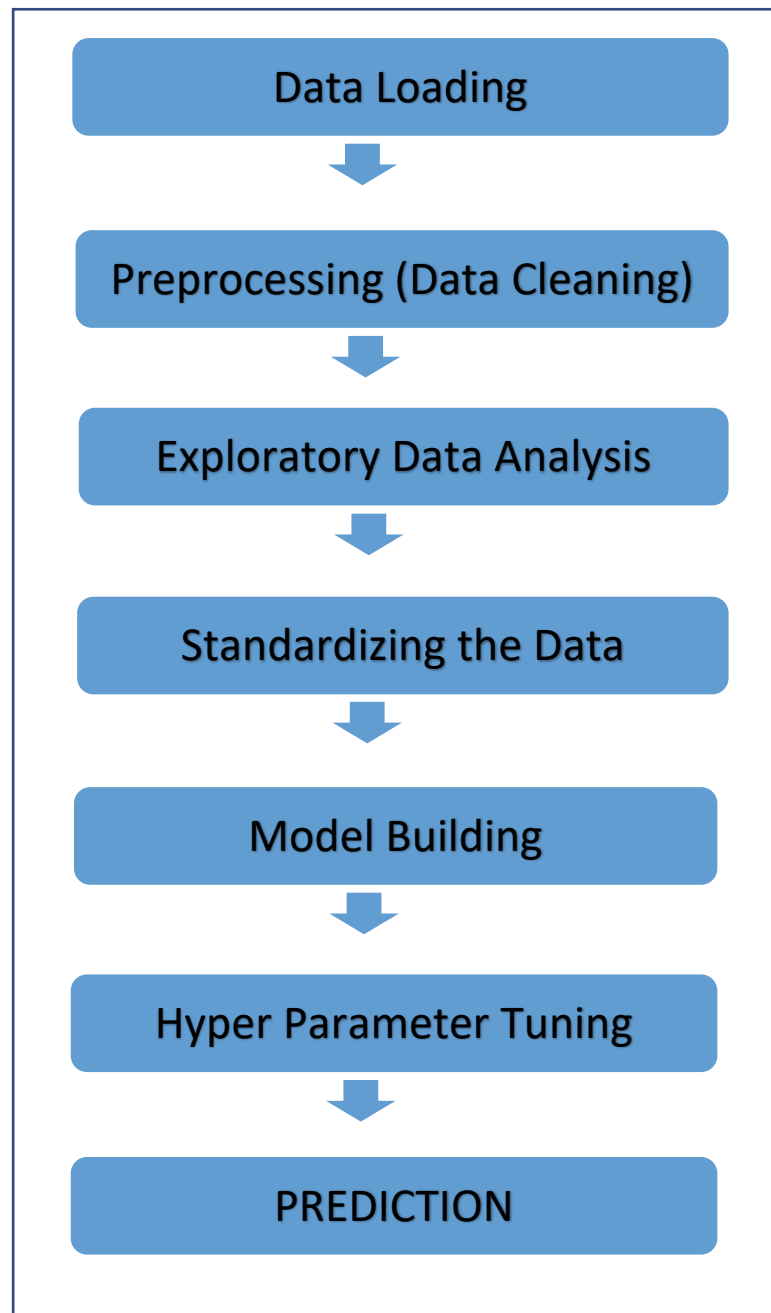 Data Loading
Preprocessing (Data Cleaning)
Exploratory Data Analysis
Standardizing the Data
Model Building
Hyper Parameter Tuning
PREDICTION